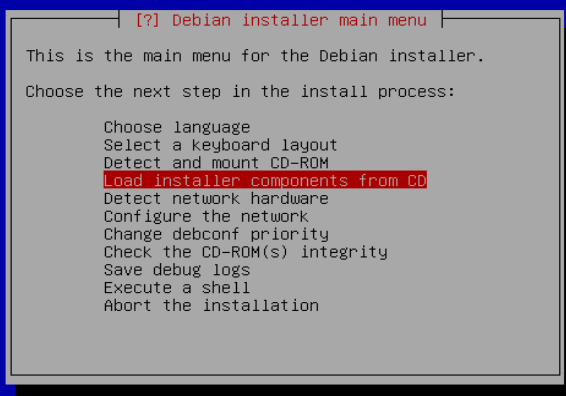 [?] Debian installer main menu
This is the main menu for the Debian installer.
Choose the next step in the install process:
Choose language
Select a keyboard layout
Detect and mount CD-ROM
Load installer components from CD
Detect network hardware
Configure the network
Change debconf priority
Check the CD-ROM(s) integrity
Save debug logs
Execute a shell
Abort the installation